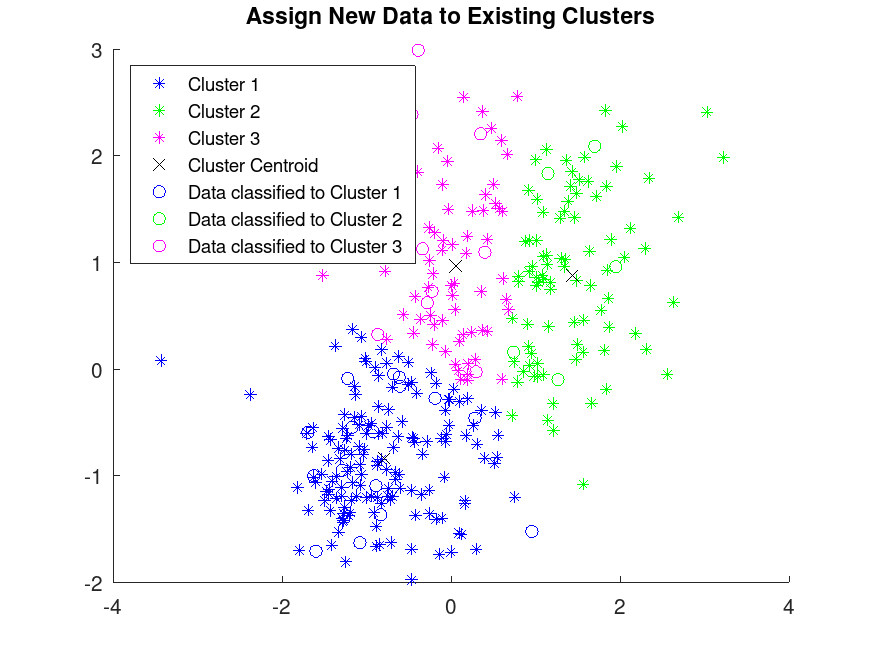 Assign New Data to Existing Clusters
3
Cluster 1
Cluster 2
Cluster 3
Cluster Centroid
Data classified to Cluster 1
Data classified to Cluster 2
Data classified to Cluster 3
2
1
0
-1
-2
-4 -2 0 2 4